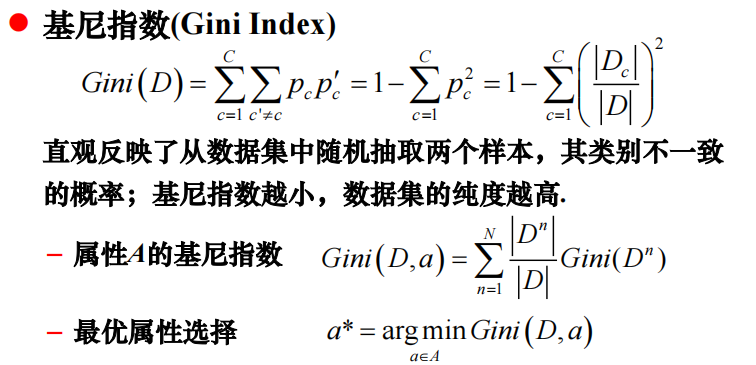 ● 基尼指数(Gini Index)
Gini(D) = \sum_{c=1}^{C} \sum_{c'≠c} p_c p'_c = 1 - \sum_{c=1}^{C} p_c^2 = 1 - \sum_{c=1}^{C} \left( \frac{|D_c|}{|D|} \right)^2
直观反映了从数据集中随机抽取两个样本，其类别不一致
的概率；基尼指数越小，数据集的纯度越高.
– 属性A的基尼指数 Gini(D,a) = \sum_{n=1}^{N} \frac{|D^n|}{|D|} Gini(D^n)
– 最优属性选择 a* = \underset{a∈A}{\arg\min} Gini(D,a)